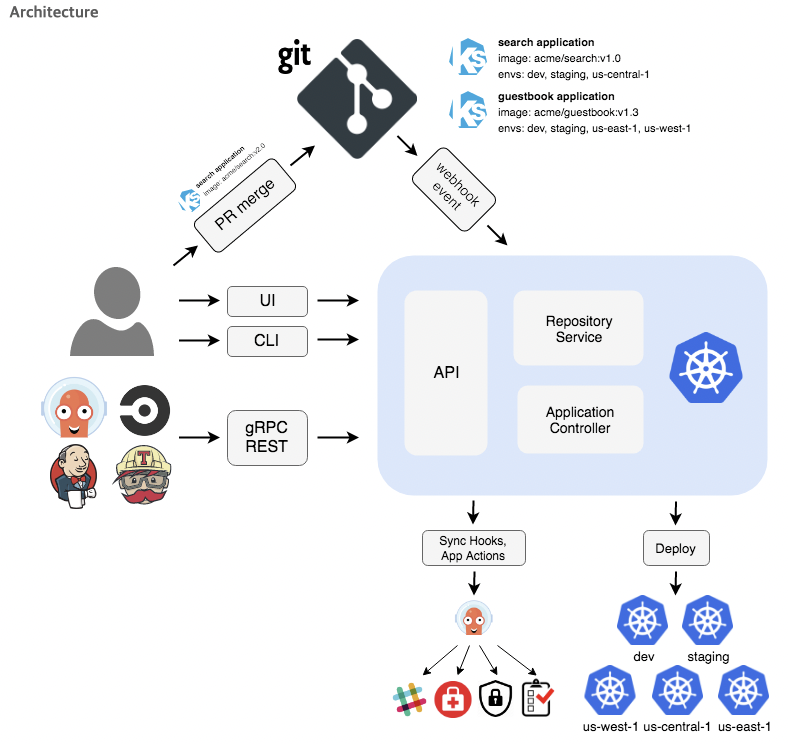 Architecture
git
search application
image: acme/search:v1.0
envs: dev, staging, us-central-1
guestbook application
image: acme/guestbook:v1.3
envs: dev, staging, us-east-1, us-west-1
KS
KS
search application
image: acme/search:v2.0
KS
PR merge
webhook
event
UI
CLI
gRPC
REST
T
API
Repository
Service
Application
Controller
Sync Hooks,
App Actions
Deploy
dev
staging
us-west-1
us-central-1
us-east-1